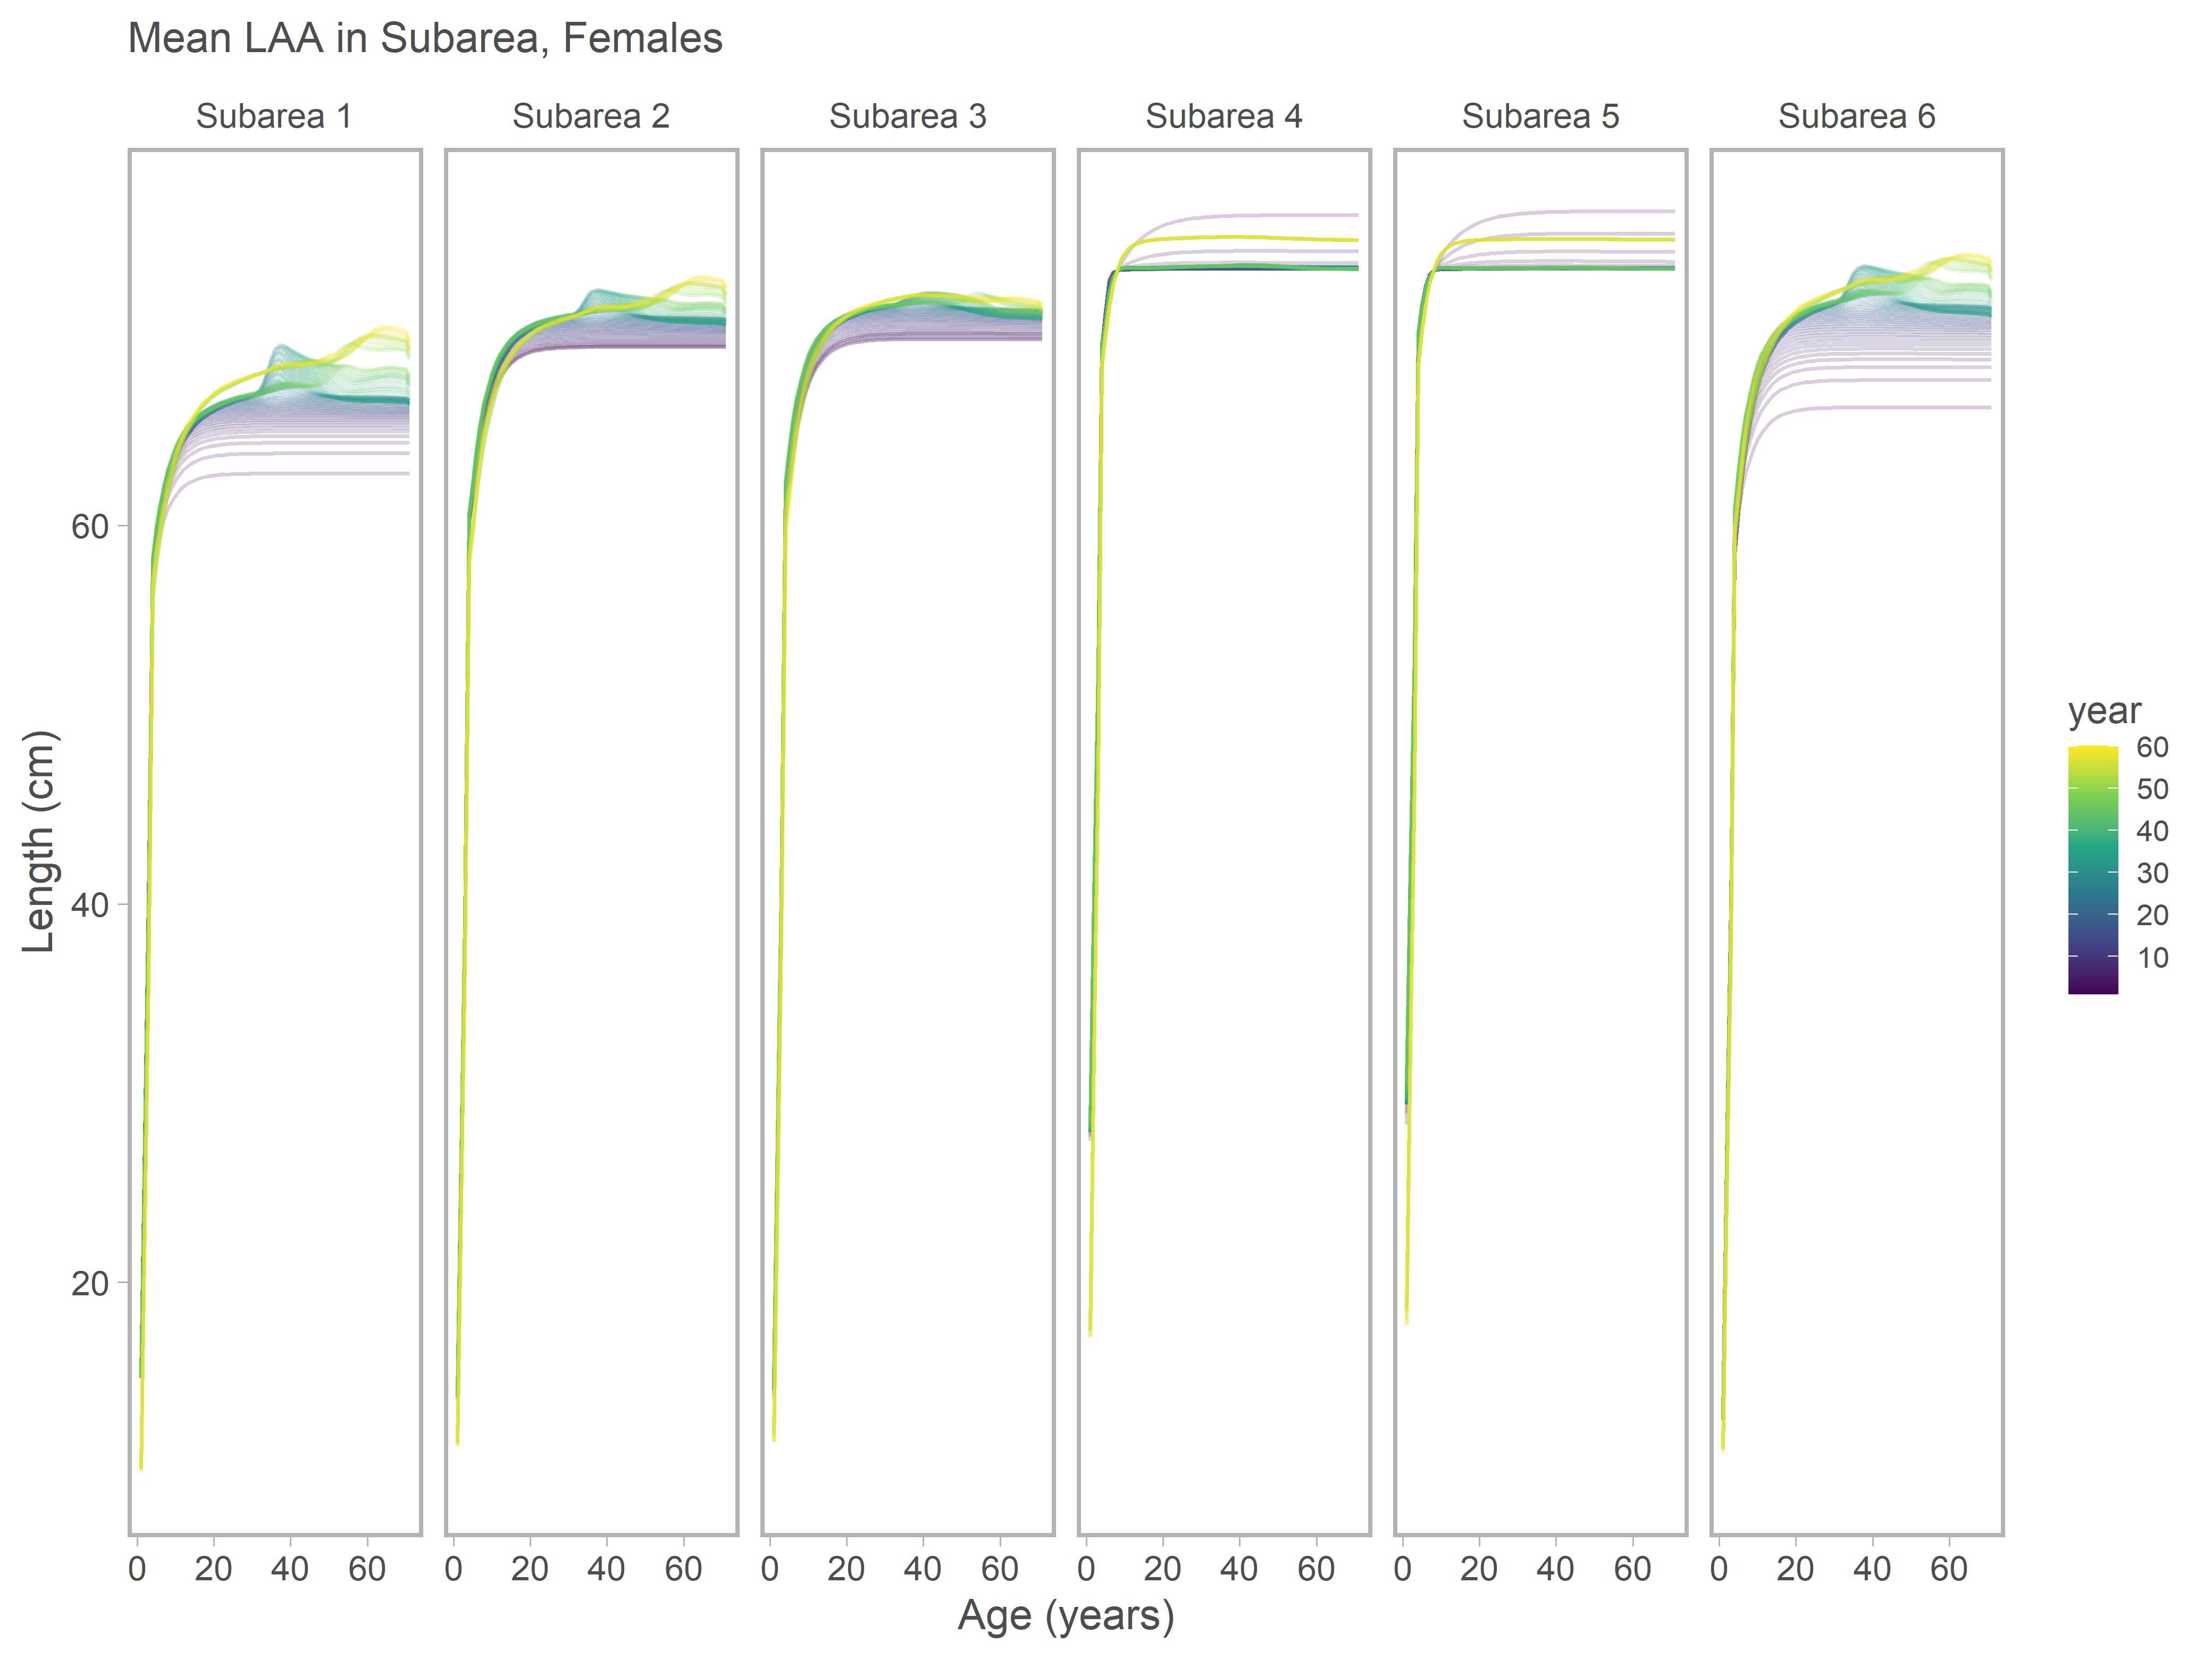 Mean LAA in Subarea, Females
Subarea 1 Subarea 2 Subarea 3 Subarea 4 Subarea 5 Subarea 6
60
40
20
Length (cm)
0 20 40 60 0 20 40 60 0 20 40 60 0 20 40 60 0 20 40 60 0 20 40 60
Age (years)
year
60
50
40
30
20
10